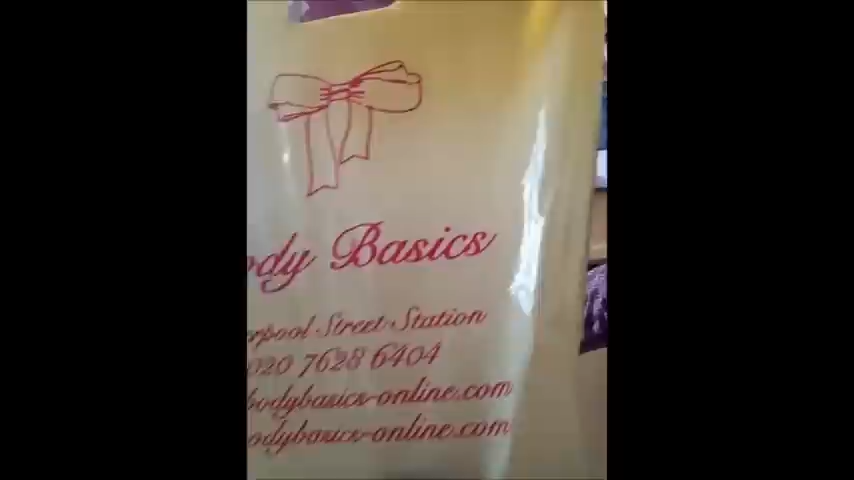 ody Basics
rpool Street Station
020 7628 6404
bodybasics-online.com
odybasics-online.com